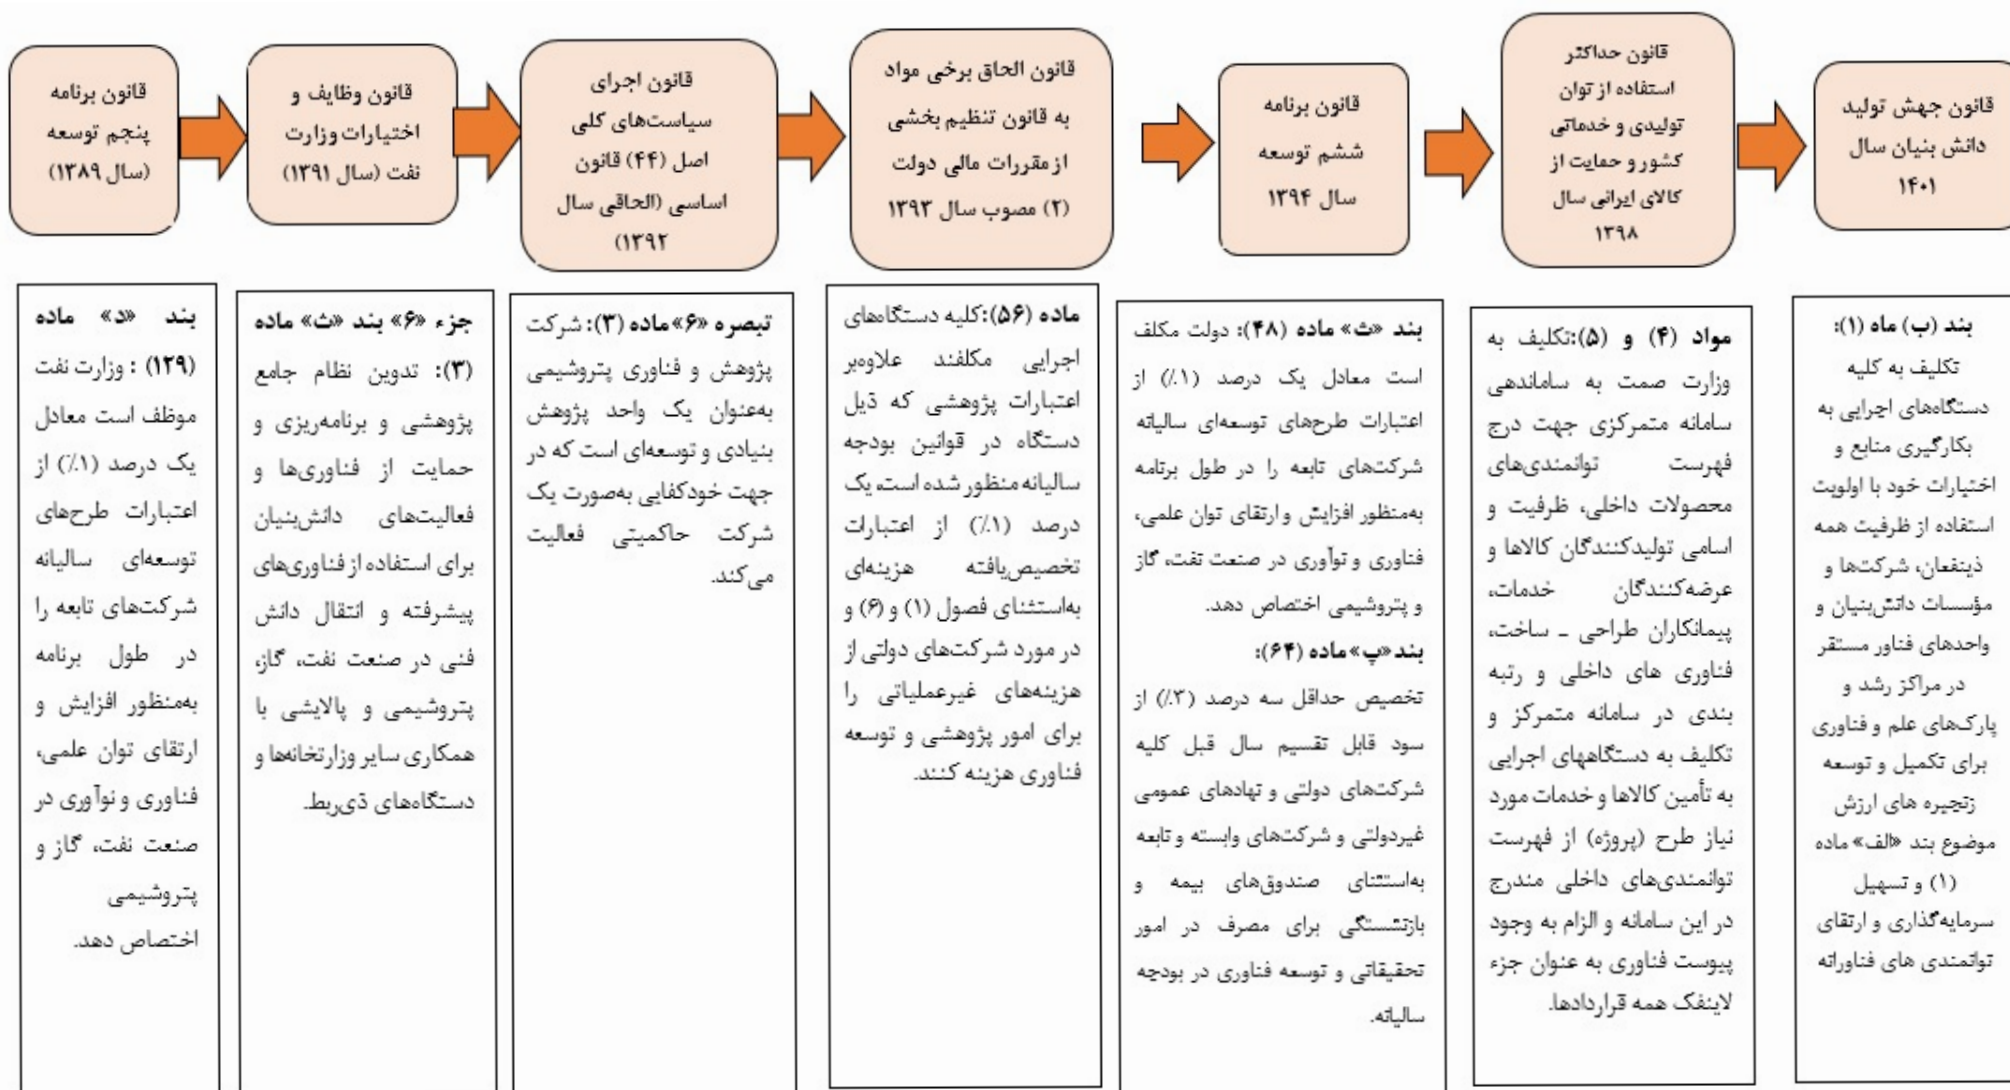 قانون برنامه
پنجم توسعه
(سال ۱۳۸۹)
قانون وظایف و
اختیارات وزارت
نفت (سال ۱۳۹۱)
قانون اجرای
سیاست‌های کلی
اصل (۴۴) قانون
اساسی (الحاقی سال
۱۳۹۲)
قانون الحاق برخی مواد
به قانون تنظیم بخشی
از مقررات مالی دولت
(۲) مصوب سال ۱۳۹۳
قانون برنامه
ششم توسعه
سال ۱۳۹۴
قانون حداکثر
استفاده از توان
تولیدی و خدماتی
کشور و حمایت از
کالای ایرانی سال
۱۳۹۸
قانون جهش تولید
دانش بنیان سال
۱۴۰۱
بند «د» ماده
(۱۲۹) : وزارت نفت
موظف است معادل
یک درصد (۱٪) از
اعتبارات طرح‌های
توسعه‌ای سالیانه
شرکت‌های تابعه را
در طول برنامه
به‌منظور افزایش و
ارتقای توان علمی،
فناوری و نوآوری در
صنعت نفت، گاز و
پتروشیمی
اختصاص دهد.
جزء «۶» بند «ث» ماده
(۳): تدوین نظام جامع
پژوهشی و برنامه‌ریزی و
حمایت از فناوری‌ها و
فعالیت‌های دانش‌بنیان
برای استفاده از فناوری‌های
پیشرفته و انتقال دانش
فنی در صنعت نفت، گاز،
پتروشیمی و پالایشی با
همکاری سایر وزارتخانه‌ها و
دستگاه‌های ذی‌ربط.
تبصره «۶» ماده (۳): شرکت
پژوهش و فناوری پتروشیمی
به‌عنوان یک واحد پژوهش
بنیادی و توسعه‌ای است که در
جهت خودکفایی به‌صورت یک
شرکت حاکمیتی فعالیت
می‌کند.
ماده (۵۶):کلیه دستگاه‌های
اجرایی مکلفند علاوه‌بر
اعتبارات پژوهشی که ذیل
دستگاه در قوانین بودجه
سالیانه منظور شده است، یک
درصد (۱٪) از اعتبارات
تخصیص‌یافته هزینه‌ای
به‌استثنای فصول (۱) و (۶) و
در مورد شرکت‌های دولتی از
هزینه‌های غیرعملیاتی را
برای امور پژوهشی و توسعه
فناوری هزینه کنند.
بند «ث» ماده (۴۸): دولت مکلف
است معادل یک درصد (۱٪) از
اعتبارات طرح‌های توسعه‌ای سالیانه
شرکت‌های تابعه را در طول برنامه
به‌منظور افزایش و ارتقای توان علمی،
فناوری و نوآوری در صنعت نفت، گاز
و پتروشیمی اختصاص دهد.
بند «پ» ماده (۶۴):
تخصیص حداقل سه درصد (۳٪) از
سود قابل تقسیم سال قبل کلیه
شرکت‌های دولتی و نهادهای عمومی
غیردولتی و شرکت‌های وابسته و تابعه
به‌استثنای صندوق‌های بیمه و
بازنشستگی برای مصرف در امور
تحقیقاتی و توسعه فناوری در بودجه
سالیانه.
مواد (۴) و (۵):تکلیف به
وزارت صمت به ساماندهی
سامانه متمرکزی جهت درج
فهرست توانمندی‌های
محصولات داخلی، ظرفیت و
اسامی تولیدکنندگان کالاها و
عرضه‌کنندگان خدمات،
پیمانکاران طراحی ـ ساخت،
فناوری های داخلی و رتبه
بندی در سامانه متمرکز و
تکلیف به دستگاههای اجرایی
به تأمین کالاها و خدمات مورد
نیاز طرح (پروژه) از فهرست
توانمندی‌های داخلی مندرج
در این سامانه و الزام به وجود
پیوست فناوری به عنوان جزء
لاینفک همه قراردادها.
بند (ب) ماه (۱):
تکلیف به کلیه
دستگاه‌های اجرایی به
بکارگیری منابع و
اختیارات خود با اولویت
استفاده از ظرفیت همه
ذینفعان، شرکت‌ها و
مؤسسات دانش‌بنیان و
واحدهای فناور مستقر
در مراکز رشد و
پارک‌های علم و فناوری
برای تکمیل و توسعه
زنجیره های ارزش
موضوع بند «الف» ماده
(۱) و تسهیل
سرمایه‌گذاری و ارتقای
توانمندی های فناورانه